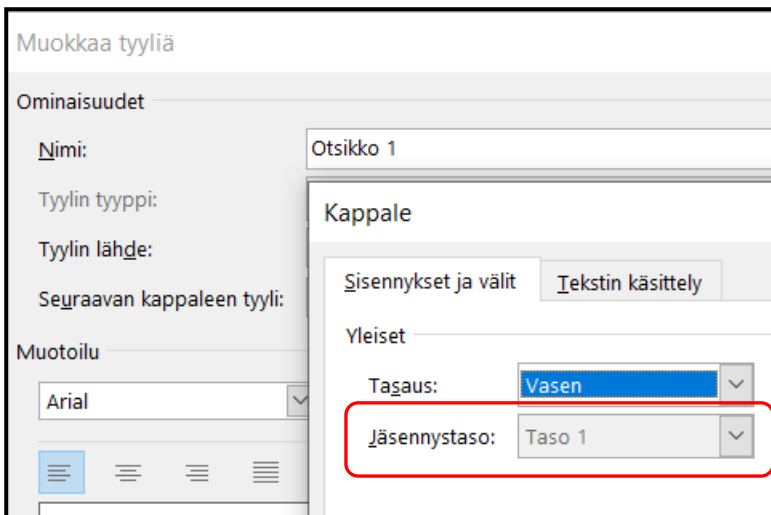 Muokkaa tyyliä
Ominaisuudet
Nimi: Otsikko 1
Tyylin tyyppi:
Tyylin lähde:
Seuraavan kappaleen tyyli:
Muotoilu
Arial
Kappale
Sisennykset ja välit Tekstin käsittely
Yleiset
Tasaus: Vasen
Jäsennystaso: Taso 1